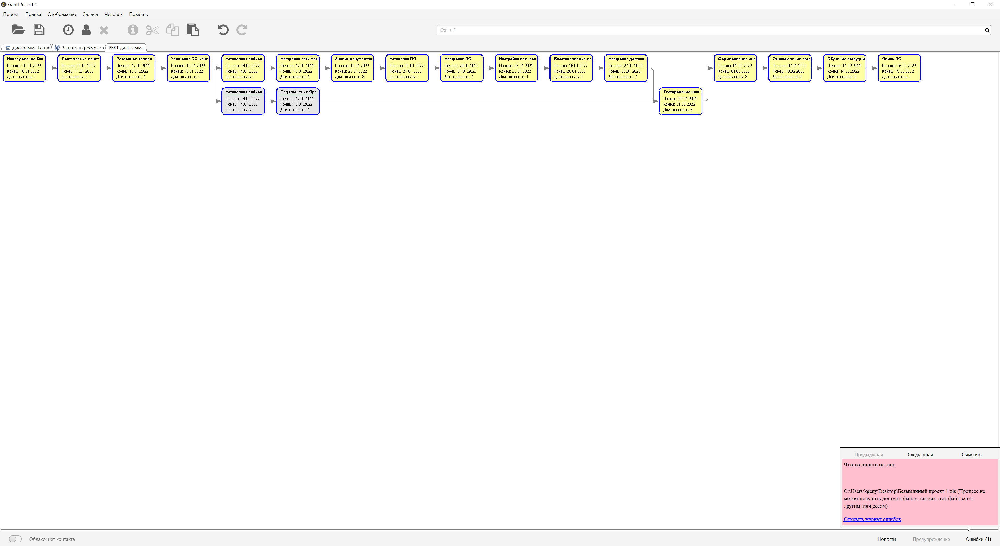 GanttProject *
Проект Правка Отображение Задача Человек Помощь
Ctrl + F
Диаграмма Ганта Занятость ресурсов PERT диаграмма
Исследование биз...
Начало: 10.01.2022
Конец: 10.01.2022
Длительность: 1
Составление покет...
Начало: 11.01.2022
Конец: 11.01.2022
Длительность: 1
Резервное копиро...
Начало: 12.01.2022
Конец: 12.01.2022
Длительность: 1
Установка ОС Ubun...
Начало: 13.01.2022
Конец: 13.01.2022
Длительность: 1
Установка необход...
Начало: 14.01.2022
Конец: 14.01.2022
Длительность: 1
Настройка сети меж...
Начало: 17.01.2022
Конец: 17.01.2022
Длительность: 1
Анализ документац...
Начало: 18.01.2022
Конец: 20.01.2022
Длительность: 3
Установка ПО
Начало: 21.01.2022
Конец: 21.01.2022
Длительность: 1
Настройка ПО
Начало: 24.01.2022
Конец: 24.01.2022
Длительность: 1
Настройка пользов...
Начало: 25.01.2022
Конец: 25.01.2022
Длительность: 1
Восстановление да...
Начало: 26.01.2022
Конец: 26.01.2022
Длительность: 1
Настройка доступа ...
Начало: 27.01.2022
Конец: 27.01.2022
Длительность: 1
Формирование инс...
Начало: 02.02.2022
Конец: 04.02.2022
Длительность: 3
Ознакомление сотр...
Начало: 07.02.2022
Конец: 10.02.2022
Длительность: 4
Обучение сотрудни...
Начало: 11.02.2022
Конец: 14.02.2022
Длительность: 2
Опись ПО
Начало: 15.02.2022
Конец: 15.02.2022
Длительность: 1
Установка необход...
Начало: 14.01.2022
Конец: 14.01.2022
Длительность: 1
Подключение Орг...
Начало: 17.01.2022
Конец: 17.01.2022
Длительность: 1
Тестирование наст...
Начало: 28.01.2022
Конец: 01.02.2022
Длительность: 3
Предыдущая Следующая Очистить
Что-то пошло не так
C:\Users\kgeny\Desktop\Безымянный проект 1.xls (Процесс не
может получить доступ к файлу, так как этот файл занят
другим процессом)
Открыть журнал ошибок
Облако: нет контакта
Новости Предупреждение Ошибки (1)